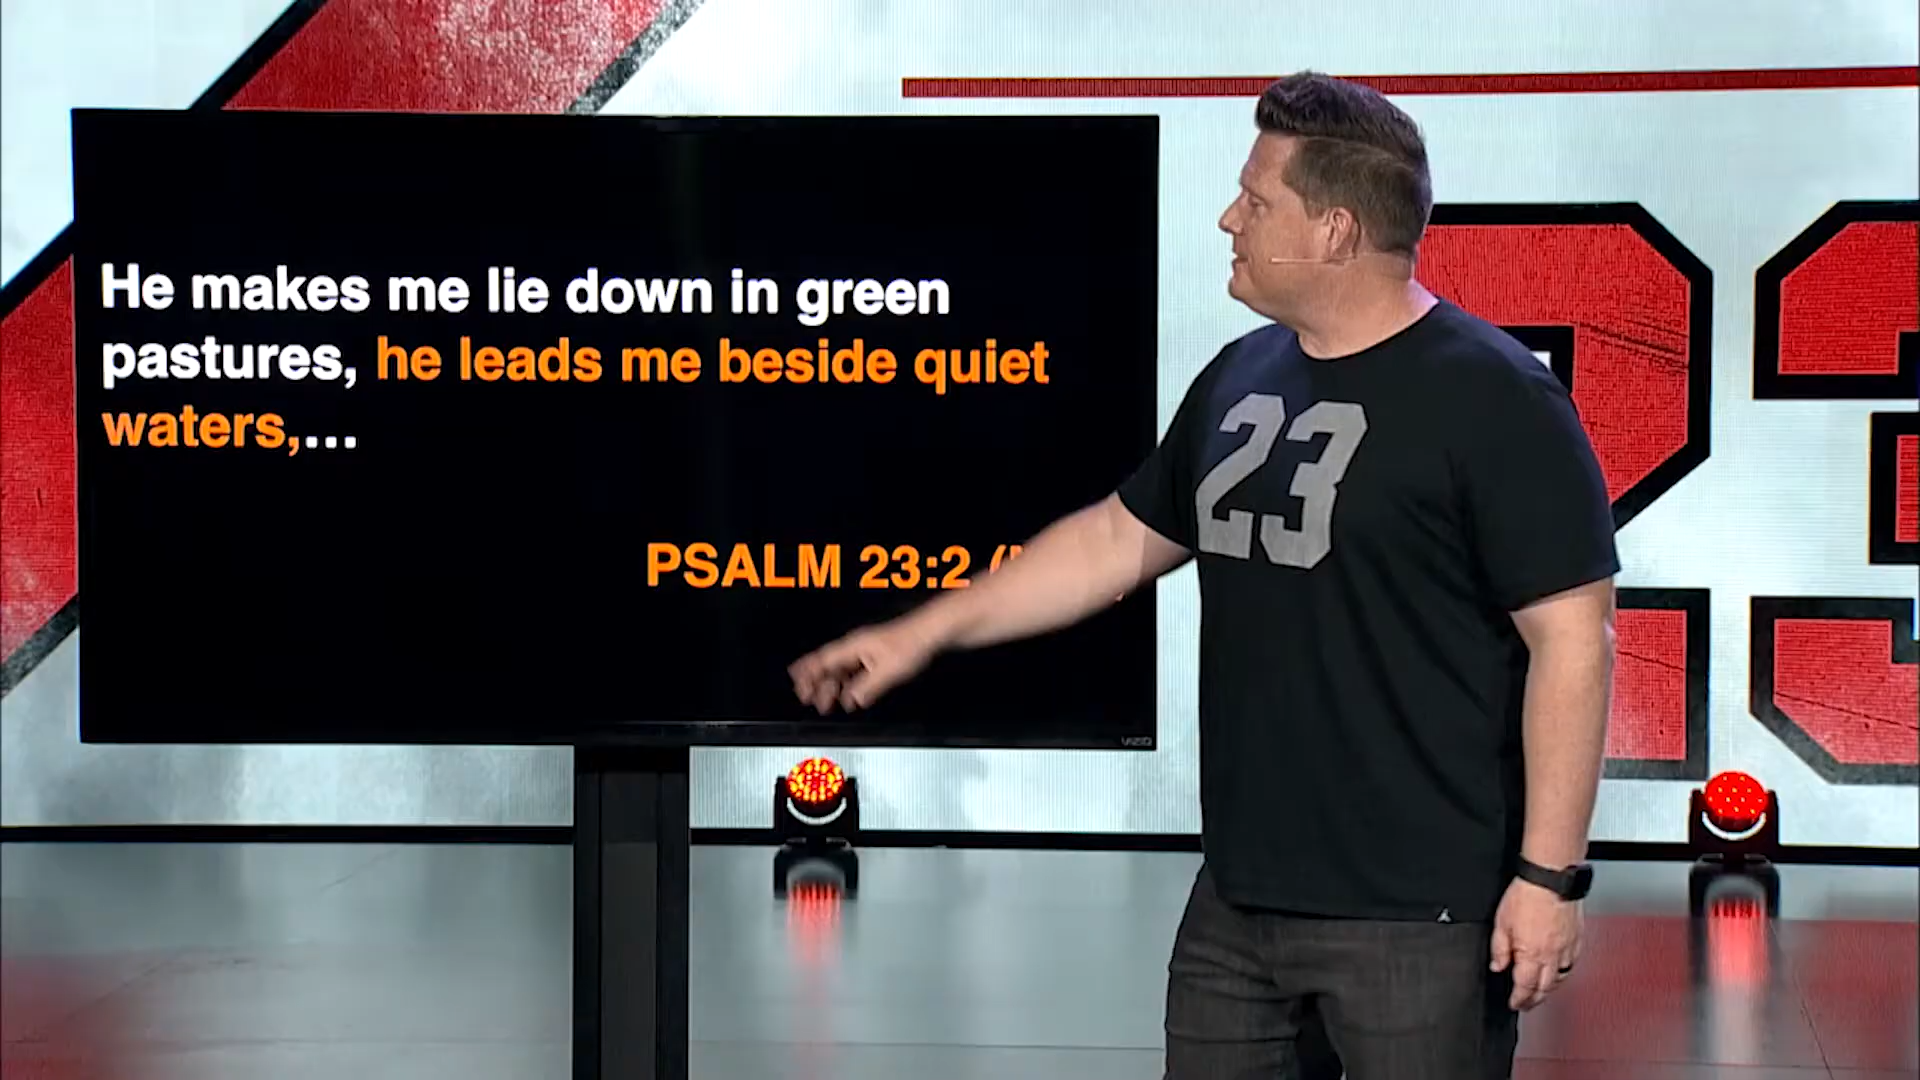 He makes me lie down in green
pastures, he leads me beside quiet
waters,...
PSALM 23:2
23
23
VIZIO